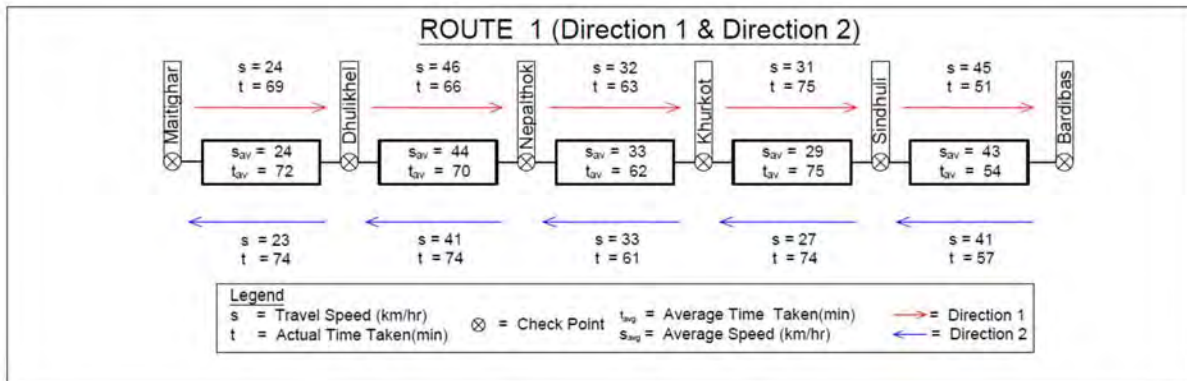 ROUTE 1 (Direction 1 & Direction 2)
Maitighar
Dhulikhel
Nepalthok
Khurkot
Sindhuli
Bardibas
s = 24
t = 69
s = 46
t = 66
s = 32
t = 63
s = 31
t = 75
s = 45
t = 51
sav = 24
tav = 72
sav = 44
tav = 70
sav = 33
tav = 62
sav = 29
tav = 75
sav = 43
tav = 54
s = 23
t = 74
s = 41
t = 74
s = 33
t = 61
s = 27
t = 74
s = 41
t = 57
Legend
s = Travel Speed (km/hr)
t = Actual Time Taken(min)
= Check Point
tavg = Average Time Taken(min)
savg = Average Speed (km/hr)
= Direction 1
= Direction 2